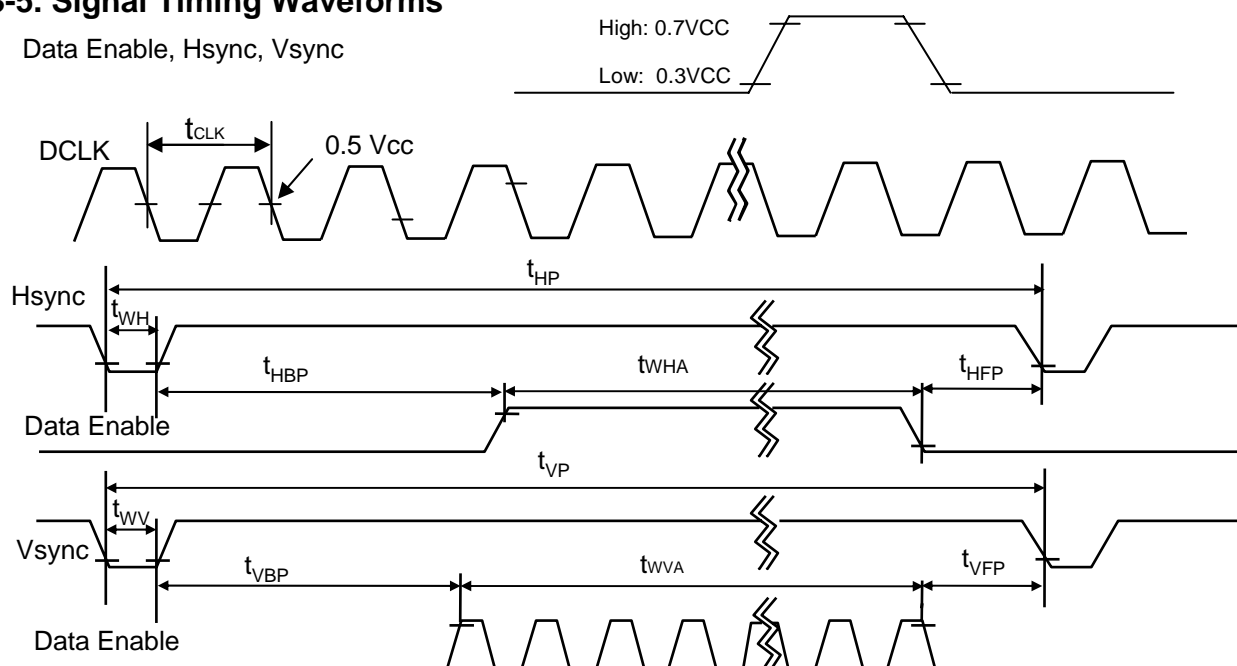 3-5. Signal Timing Waveforms
Data Enable, Hsync, Vsync
High: 0.7VCC
Low: 0.3VCC
DCLK
tCLK
0.5 Vcc
Hsync
tHP
tWH
tHBP
tWHA
tHFP
Data Enable
tVP
tWV
Vsync
tVBP
tWVA
tVFP
Data Enable